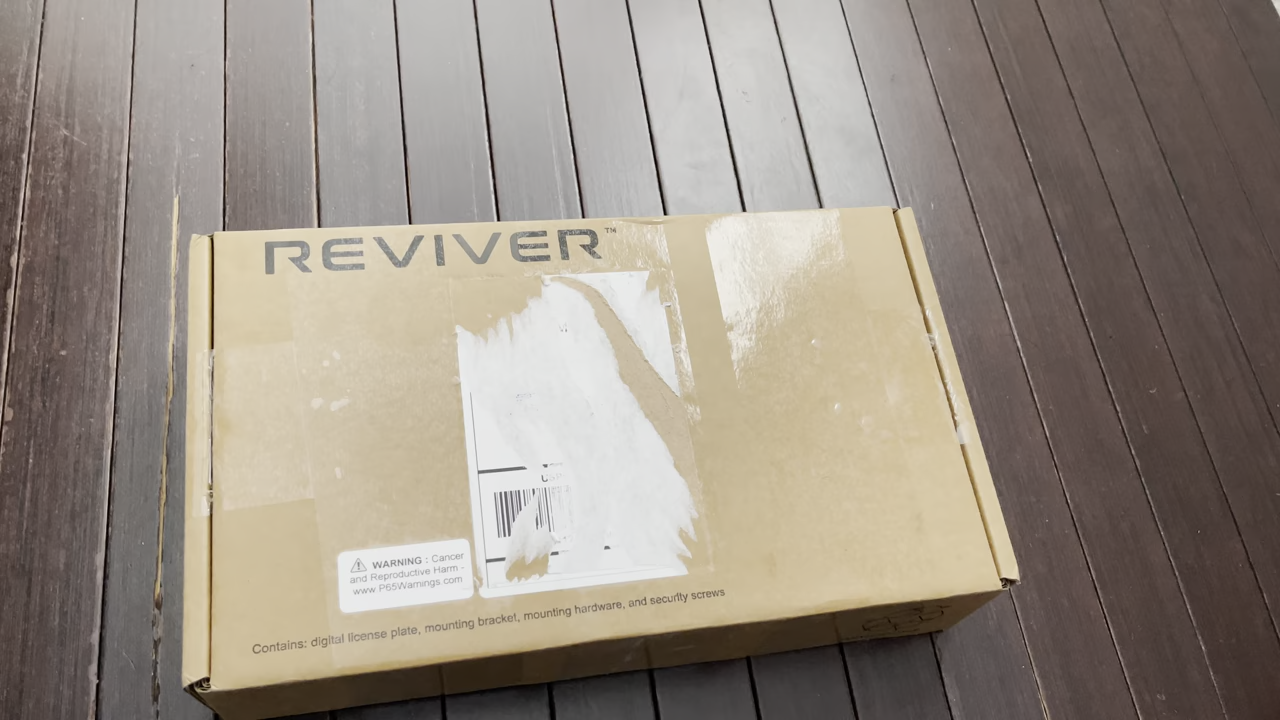 REVIVER™
WARNING : Cancer
and Reproductive Harm -
www P65Warnings.com
Contains: digital license plate, mounting bracket, mounting hardware, and security screws